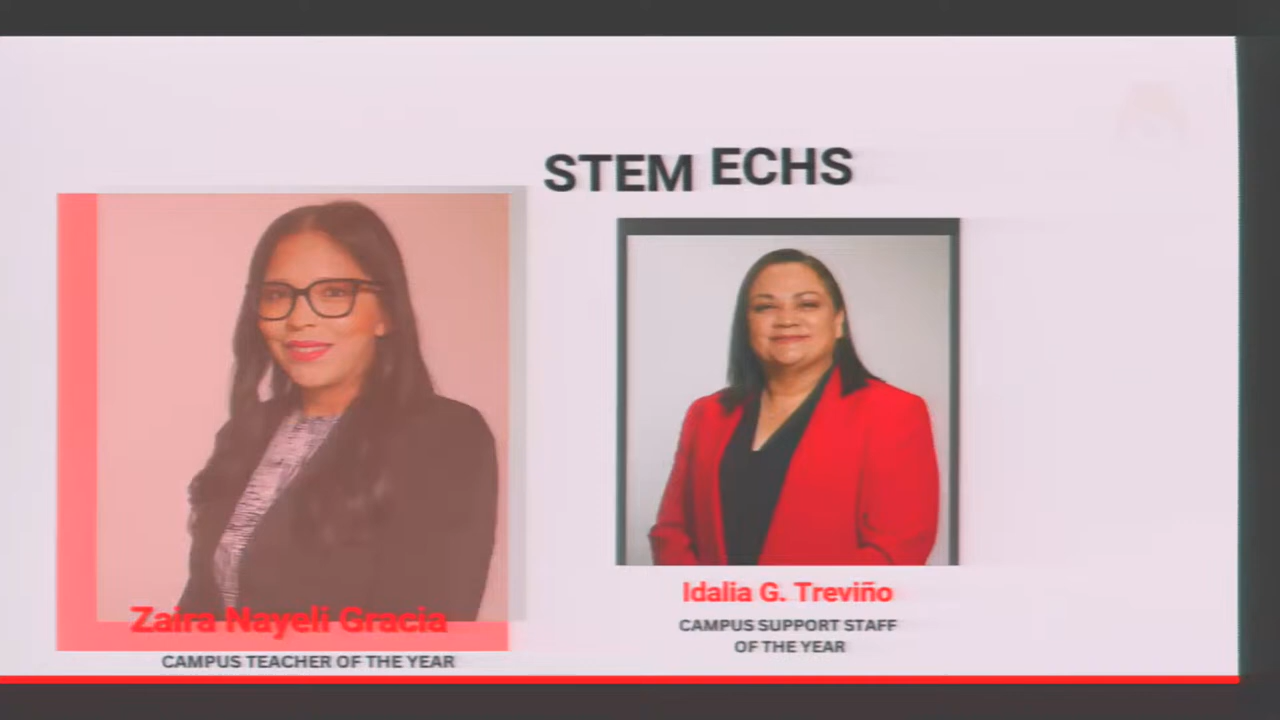 STEM ECHS
Zaira Nayeli Gracia
CAMPUS TEACHER OF THE YEAR
Idalia G. Treviño
CAMPUS SUPPORT STAFF
OF THE YEAR